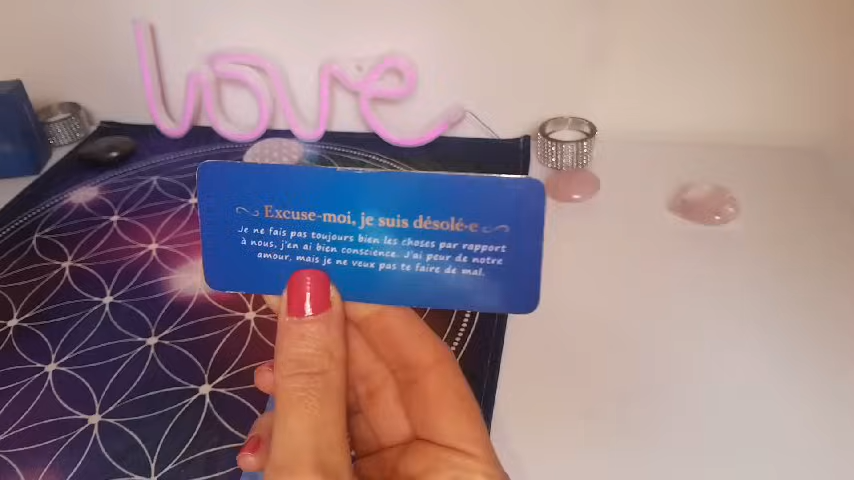 love
Excuse-moi, je suis désolé·e
Je ne fais pas toujours bien les choses par rapport
à nous, j'en ai bien conscience. J'ai peur de notre
amour, mais je ne veux pas te faire de mal.